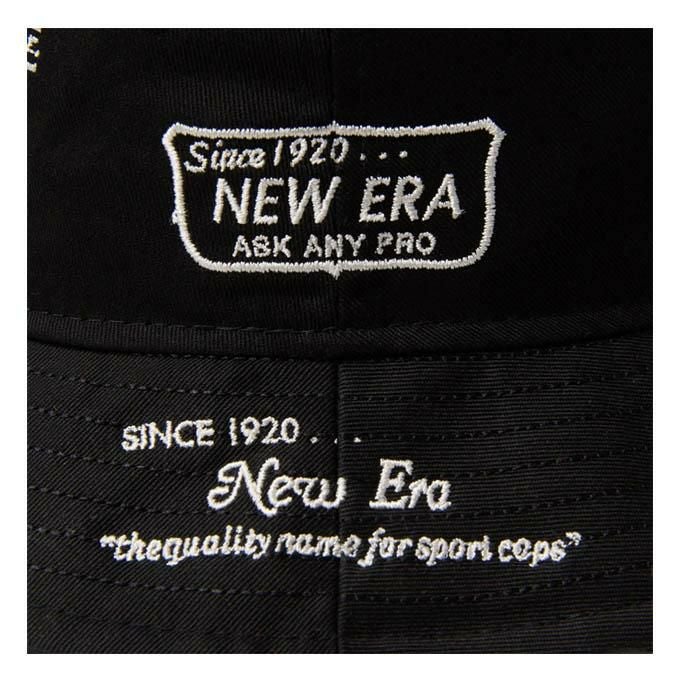 Since 1920 . . .
NEW ERA
ASK ANY PRO
SINCE 1920 . . .
New Era
"the quality name for sport caps"